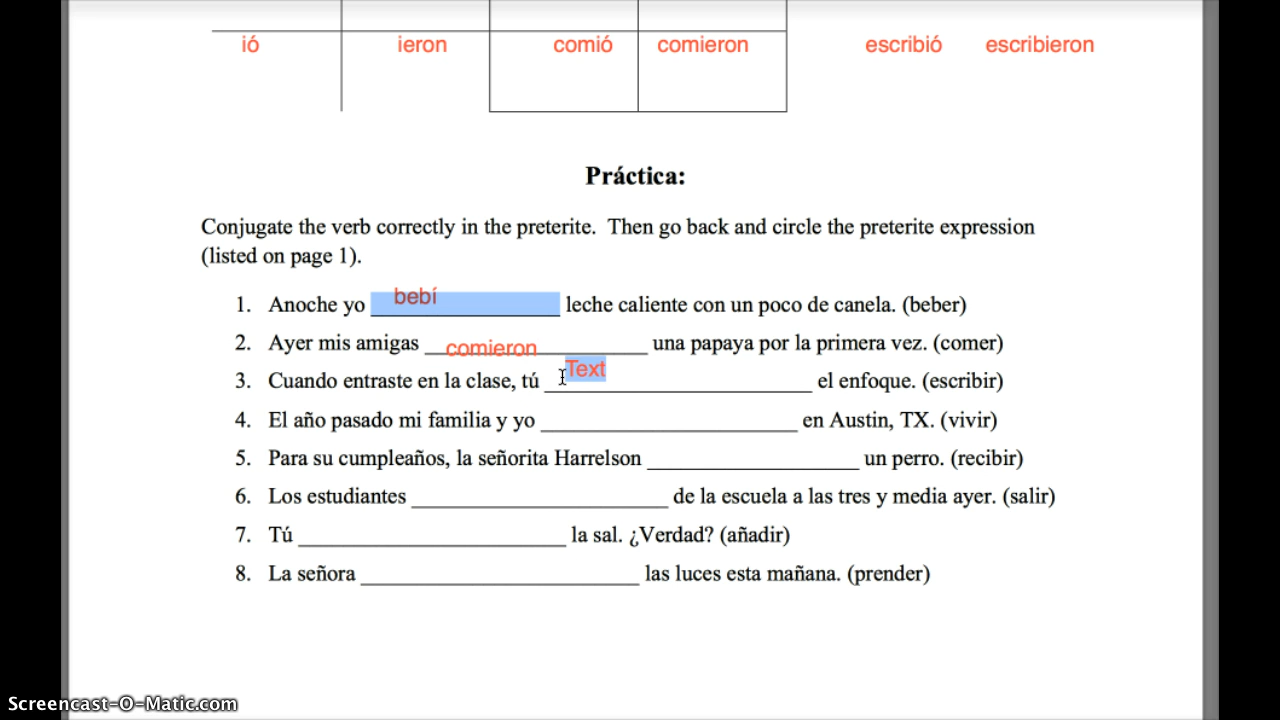 ió ieron comió comieron escribió escribieron
Práctica:
Conjugate the verb correctly in the preterite. Then go back and circle the preterite expression
(listed on page 1).
1. Anoche yo bebí leche caliente con un poco de canela. (beber)
2. Ayer mis amigas comieron una papaya por la primera vez. (comer)
3. Cuando entraste en la clase, tú Text el enfoque. (escribir)
4. El año pasado mi familia y yo ________ en Austin, TX. (vivir)
5. Para su cumpleaños, la señorita Harrelson ________ un perro. (recibir)
6. Los estudiantes ________ de la escuela a las tres y media ayer. (salir)
7. Tú ________ la sal. ¿Verdad? (añadir)
8. La señora ________ las luces esta mañana. (prender)
Screencast-O-Matic.com